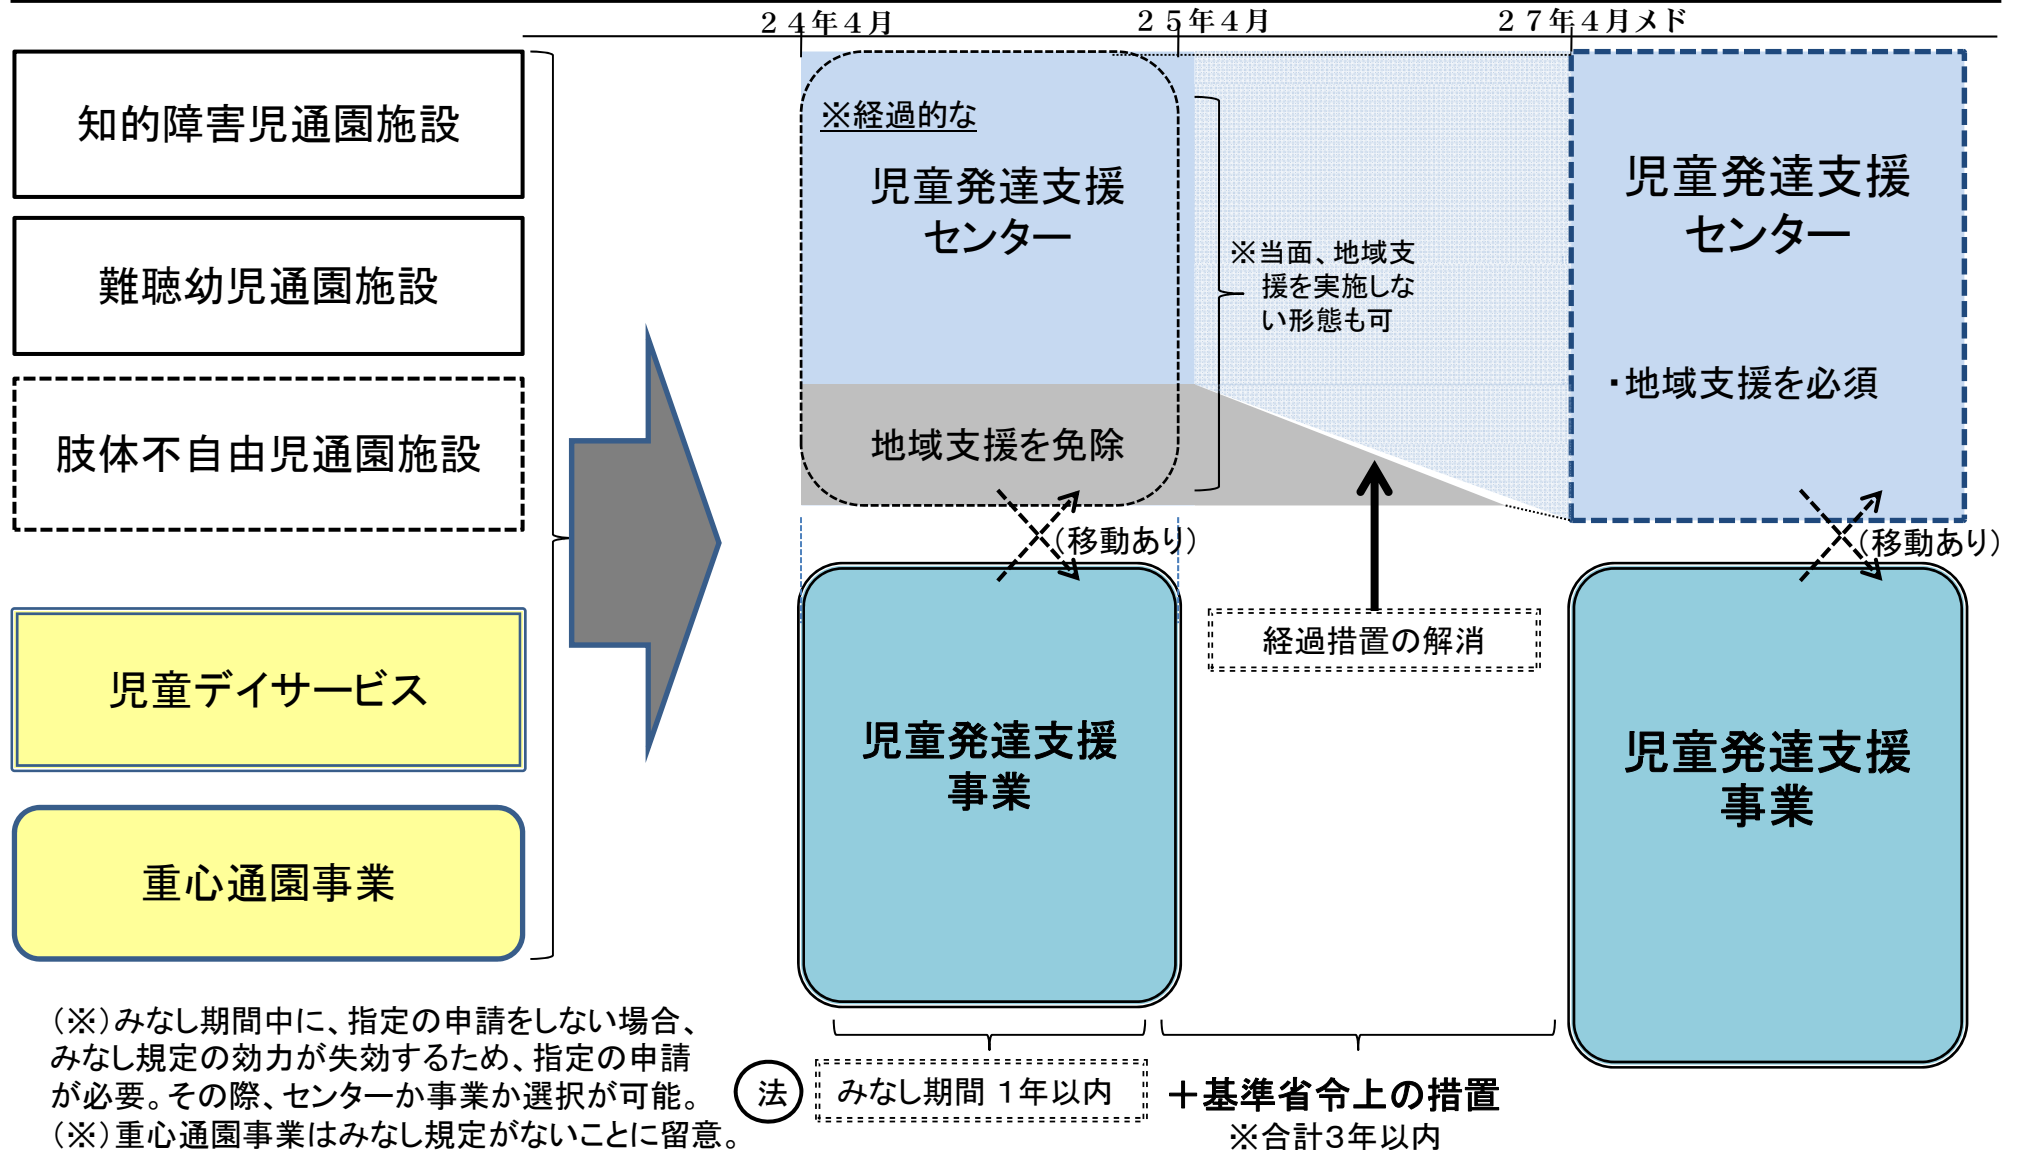 ２４年４月
２５年４月
２７年４月メド
知的障害児通園施設
難聴幼児通園施設
肢体不自由児通園施設
児童デイサービス
重心通園事業
※経過的な
児童発達支援
センター
地域支援を免除
※当面、地域支
援を実施しな
い形態も可
児童発達支援
センター
・地域支援を必須
(移動あり)
(移動あり)
経過措置の解消
児童発達支援
事業
児童発達支援
事業
(※)みなし期間中に、指定の申請をしない場合、
みなし規定の効力が失効するため、指定の申請
が必要。その際、センターか事業か選択が可能。
(※)重心通園事業はみなし規定がないことに留意。
法
みなし期間 １年以内
＋基準省令上の措置
※合計３年以内